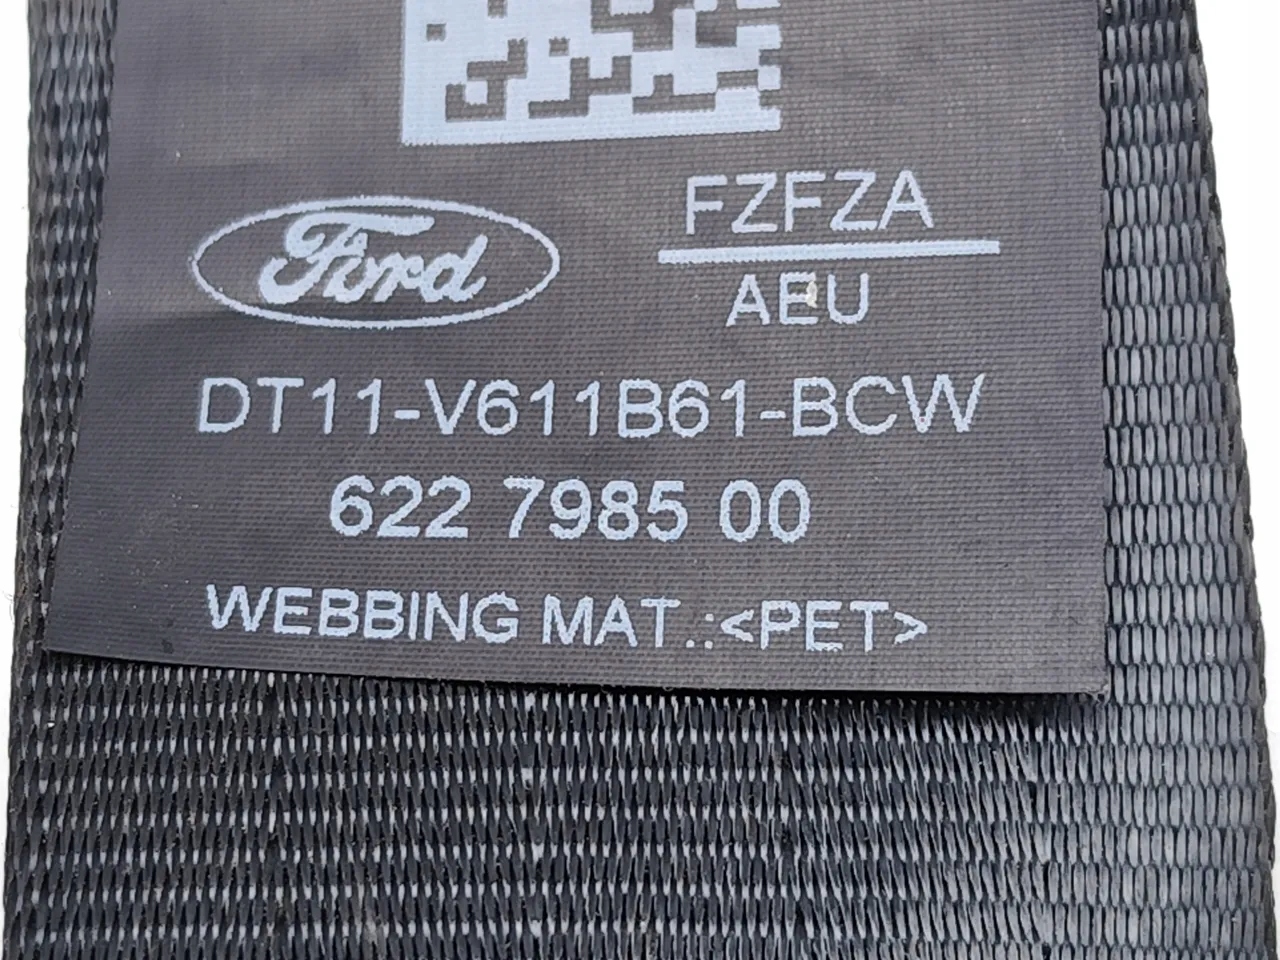 Ford
FZFZA
AEU
DT11-V611B61-BCW
622 7985 00
WEBBING MAT.:<PET>